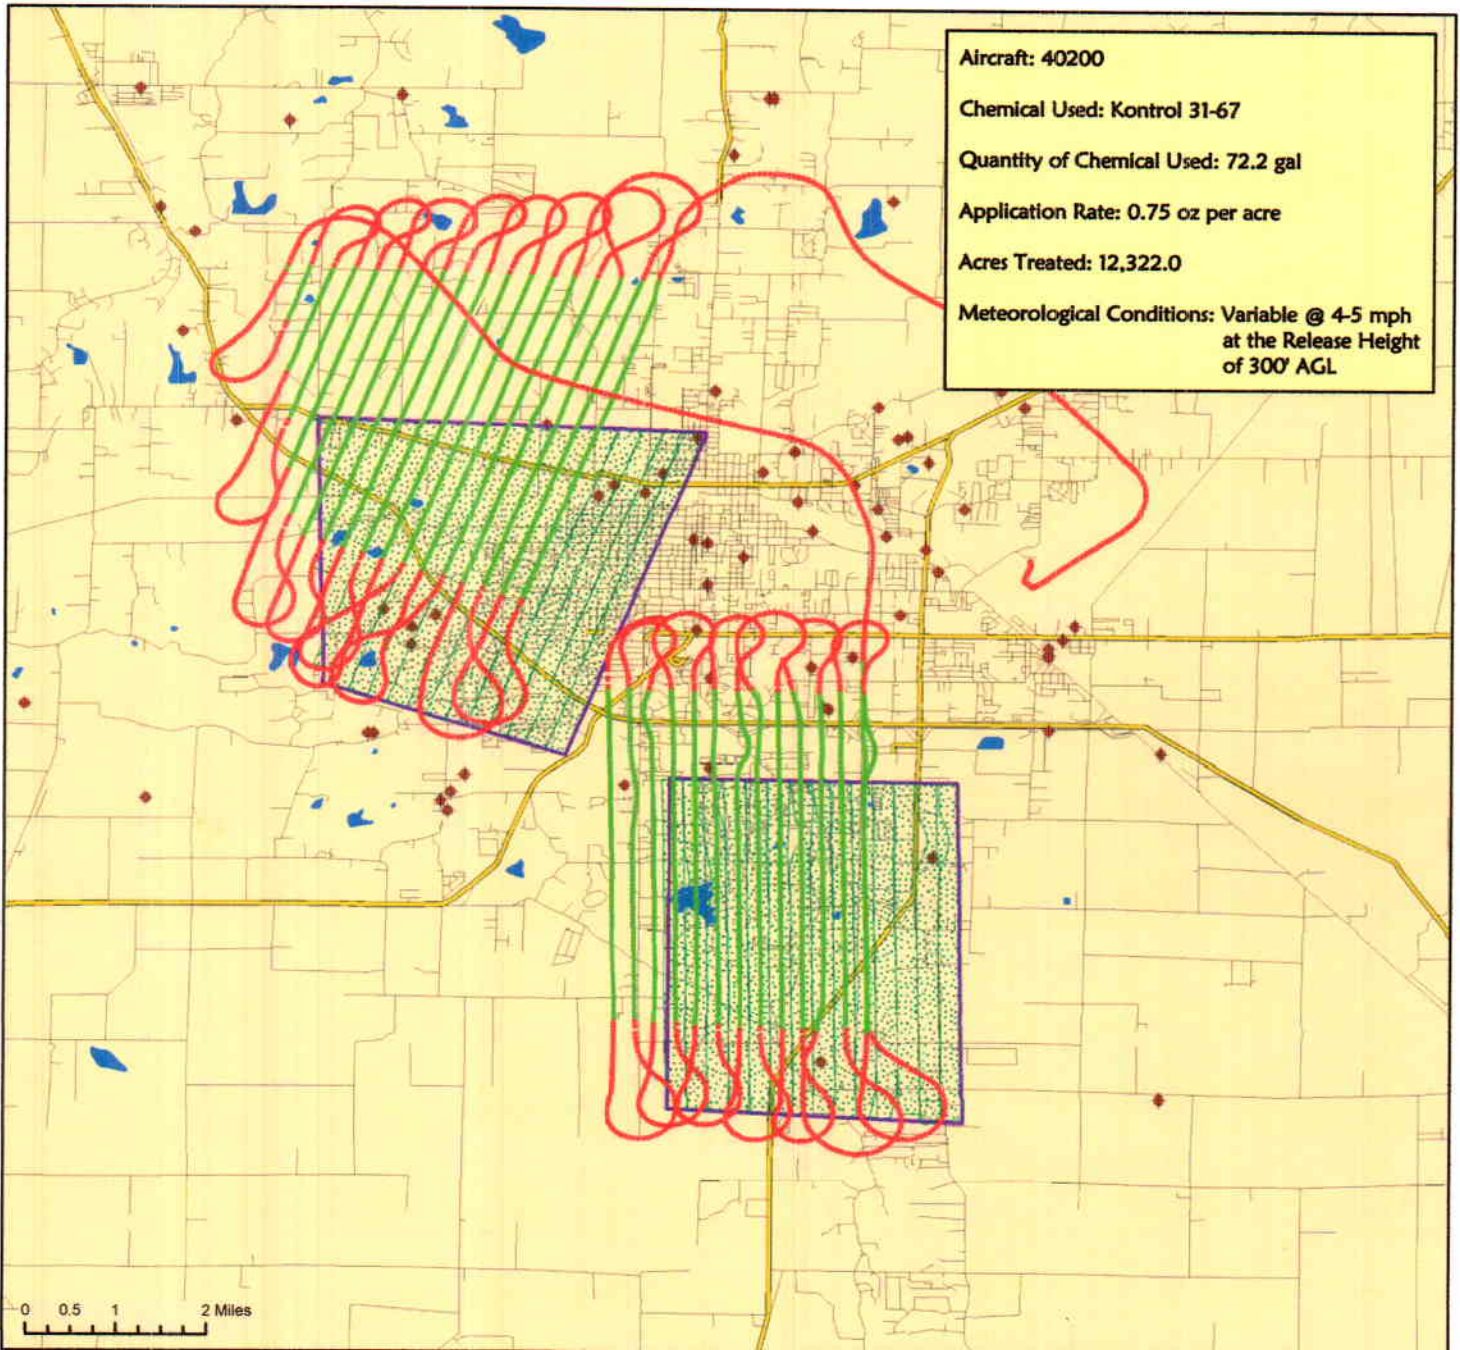 Aircraft: 40200
Chemical Used: Kontrol 31-67
Quantity of Chemical Used: 72.2 gal
Application Rate: 0.75 oz per acre
Acres Treated: 12,322.0
Meteorological Conditions: Variable @ 4-5 mph
at the Release Height
of 300' AGL
0 0.5 1 2 Miles